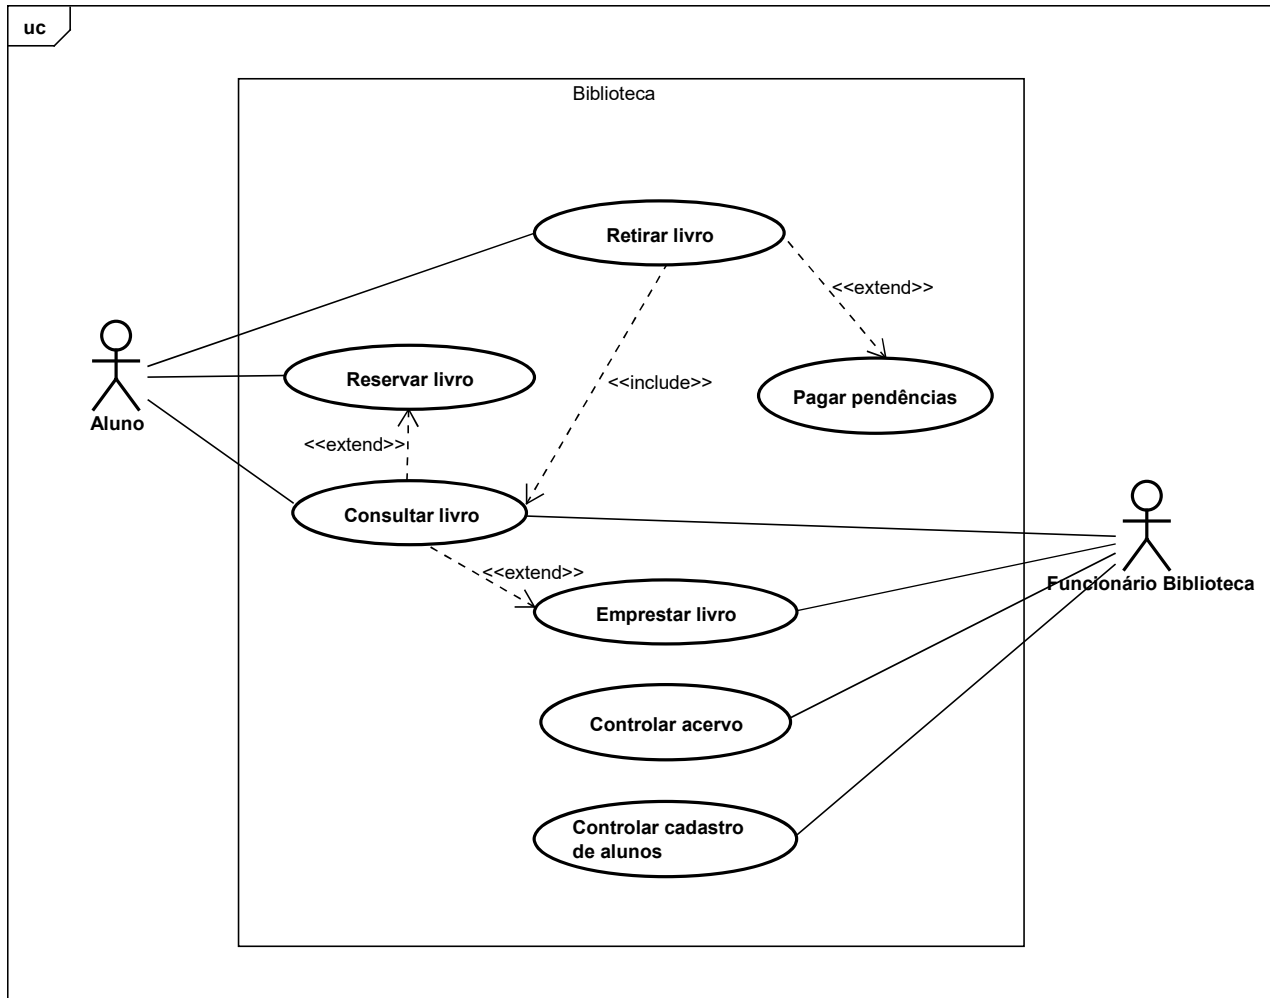 uc
Biblioteca
Retirar livro
<<extend>>
Reservar livro
<<include>>
Pagar pendências
Aluno
<<extend>>
Consultar livro
<<extend>>
Funcionário Biblioteca
Emprestar livro
Controlar acervo
Controlar cadastro
de alunos